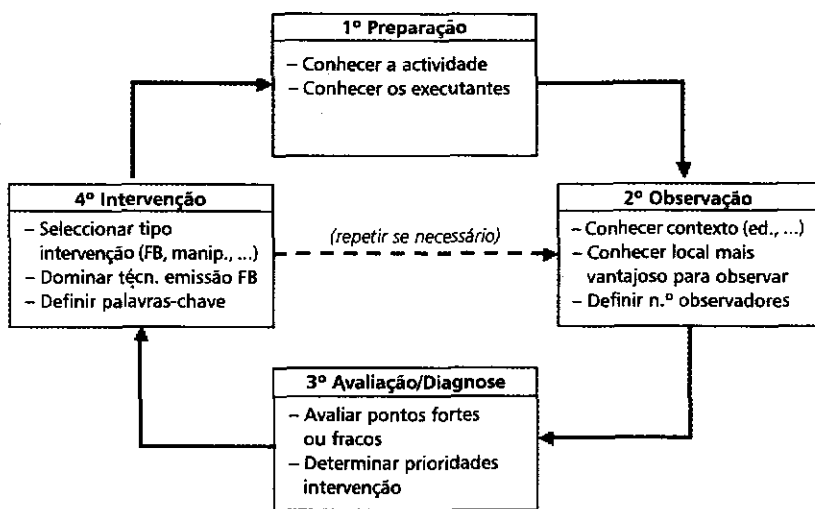 1º Preparação
– Conhecer a actividade
– Conhecer os executantes
4º Intervenção
– Seleccionar tipo
intervenção (FB, manip., ...)
– Dominar técn. emissão FB
– Definir palavras-chave
(repetir se necessário)
2º Observação
– Conhecer contexto (ed., ...)
– Conhecer local mais
vantajoso para observar
– Definir n.º observadores
3º Avaliação/Diagnose
– Avaliar pontos fortes
ou fracos
– Determinar prioridades
intervenção